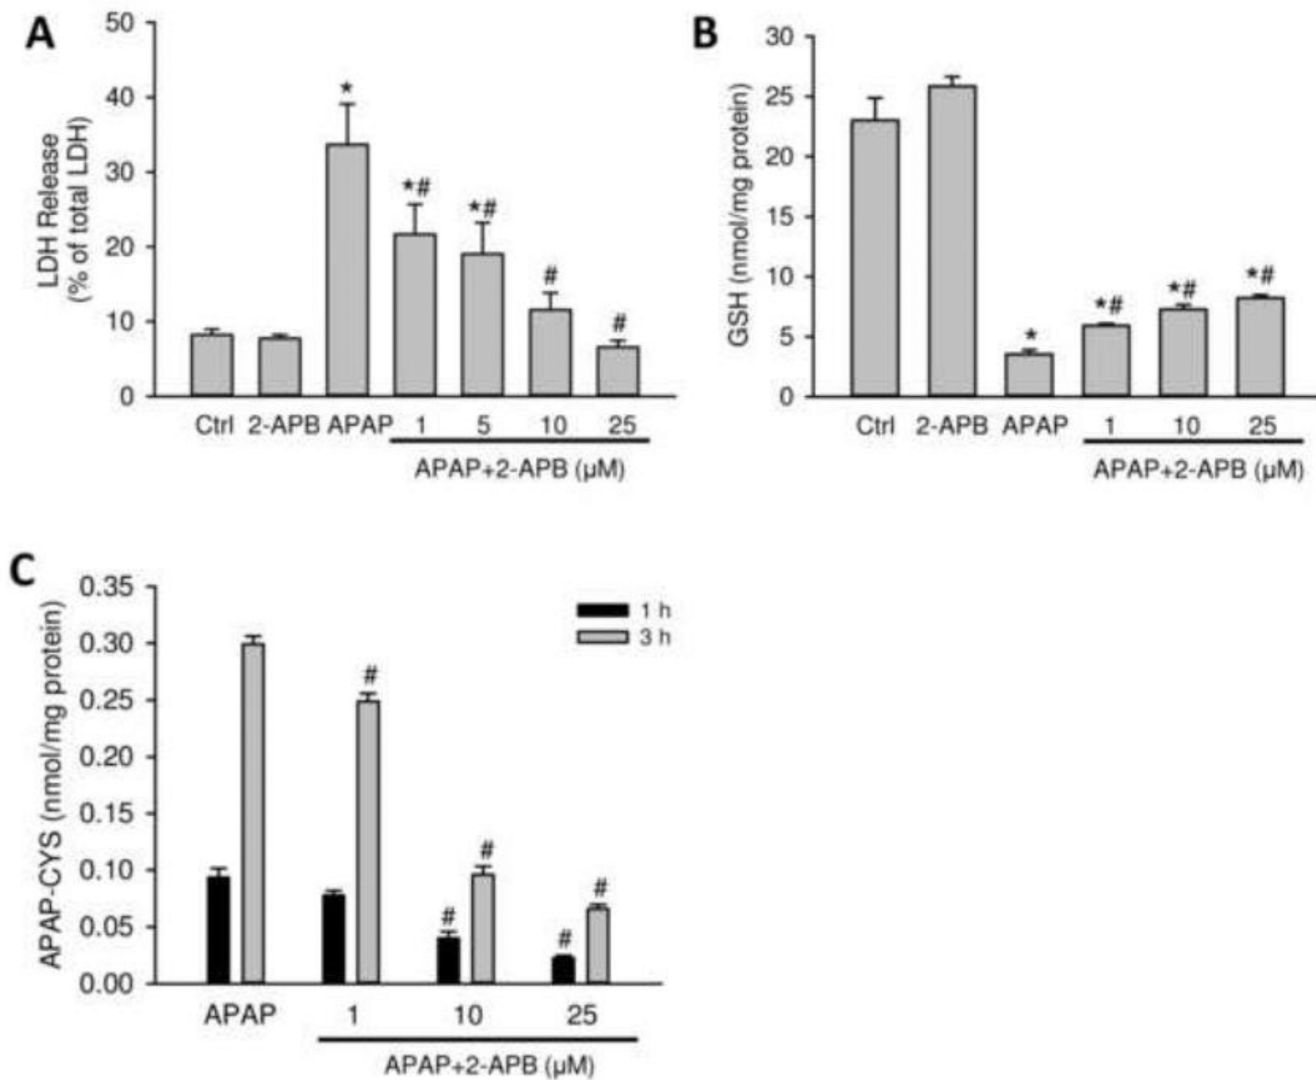 A
50
40
30
20
10
0
LDH Release
(% of total LDH)
*
*#
*#
#
#
Ctrl 2-APB APAP 1 5 10 25
APAP+2-APB (µM)
B
30
25
20
15
10
5
0
GSH (nmol/mg protein)
*
*#
*#
*#
Ctrl 2-APB APAP 1 10 25
APAP+2-APB (µM)
C
0.35
0.30
0.25
0.20
0.15
0.10
0.05
0.00
APAP-CYS (nmol/mg protein)
1 h
3 h
#
#
#
#
#
APAP 1 10 25
APAP+2-APB (µM)